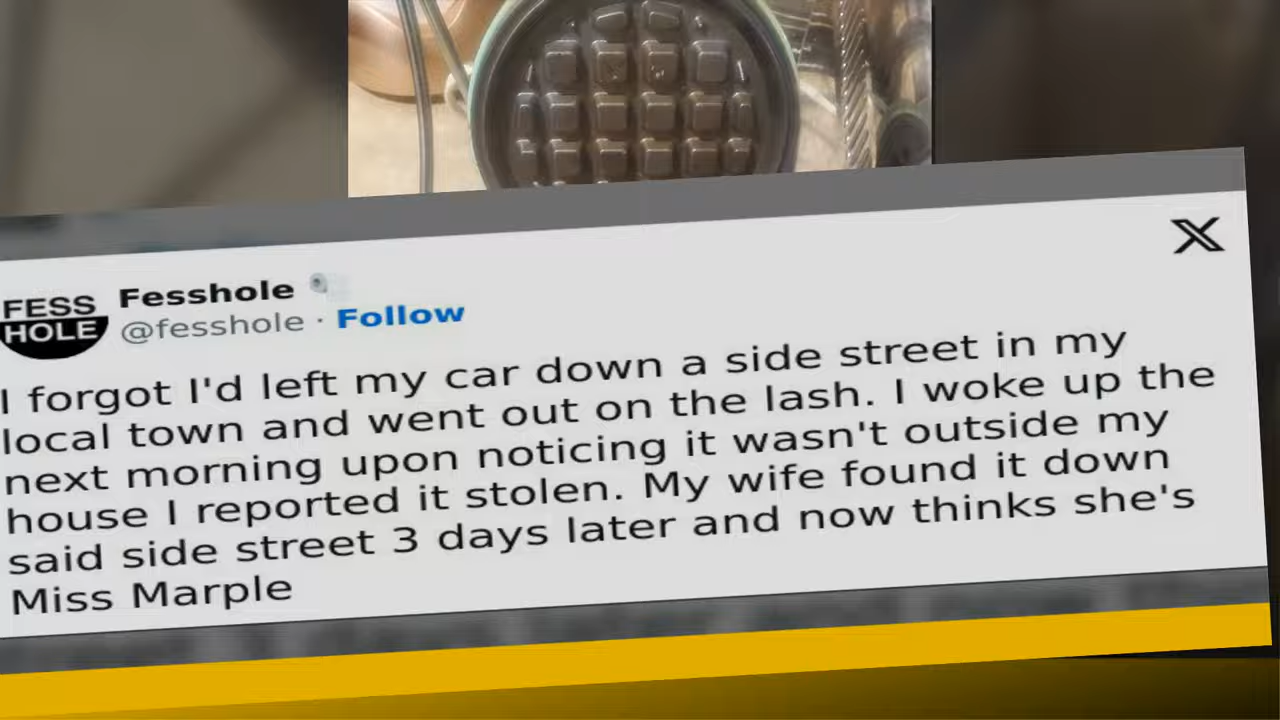 FESS
HOLE
Fesshole
@fesshole · Follow
I forgot I'd left my car down a side street in my
local town and went out on the lash. I woke up the
next morning upon noticing it wasn't outside my
house I reported it stolen. My wife found it down
said side street 3 days later and now thinks she's
Miss Marple